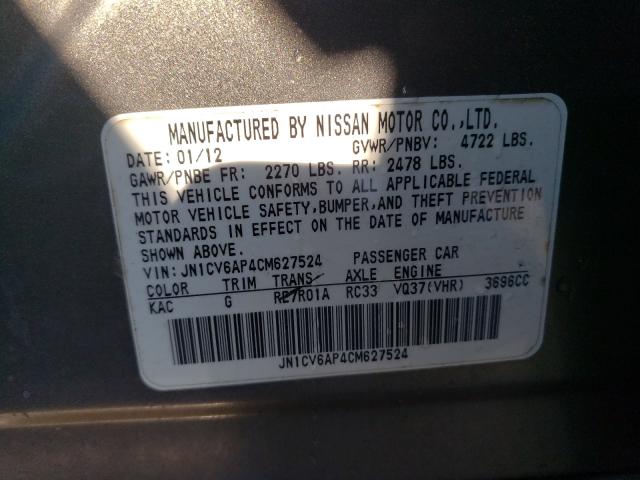 MANUFACTURED BY NISSAN MOTOR CO.,LTD.
DATE: 01/12 GVWR/PNBV: 4722 LBS.
GAWR/PNBE FR: 2270 LBS. RR: 2478 LBS.
THIS VEHICLE CONFORMS TO ALL APPLICABLE FEDERAL
MOTOR VEHICLE SAFETY, BUMPER, AND THEFT PREVENTION
STANDARDS IN EFFECT ON THE DATE OF MANUFACTURE
SHOWN ABOVE.
VIN: JN1CV6AP4CM627524 PASSENGER CAR
COLOR TRIM TRANS AXLE ENGINE
KAC G RE7R01A RC33 VQ37(VHR) 3696CC
JN1CV6AP4CM627524